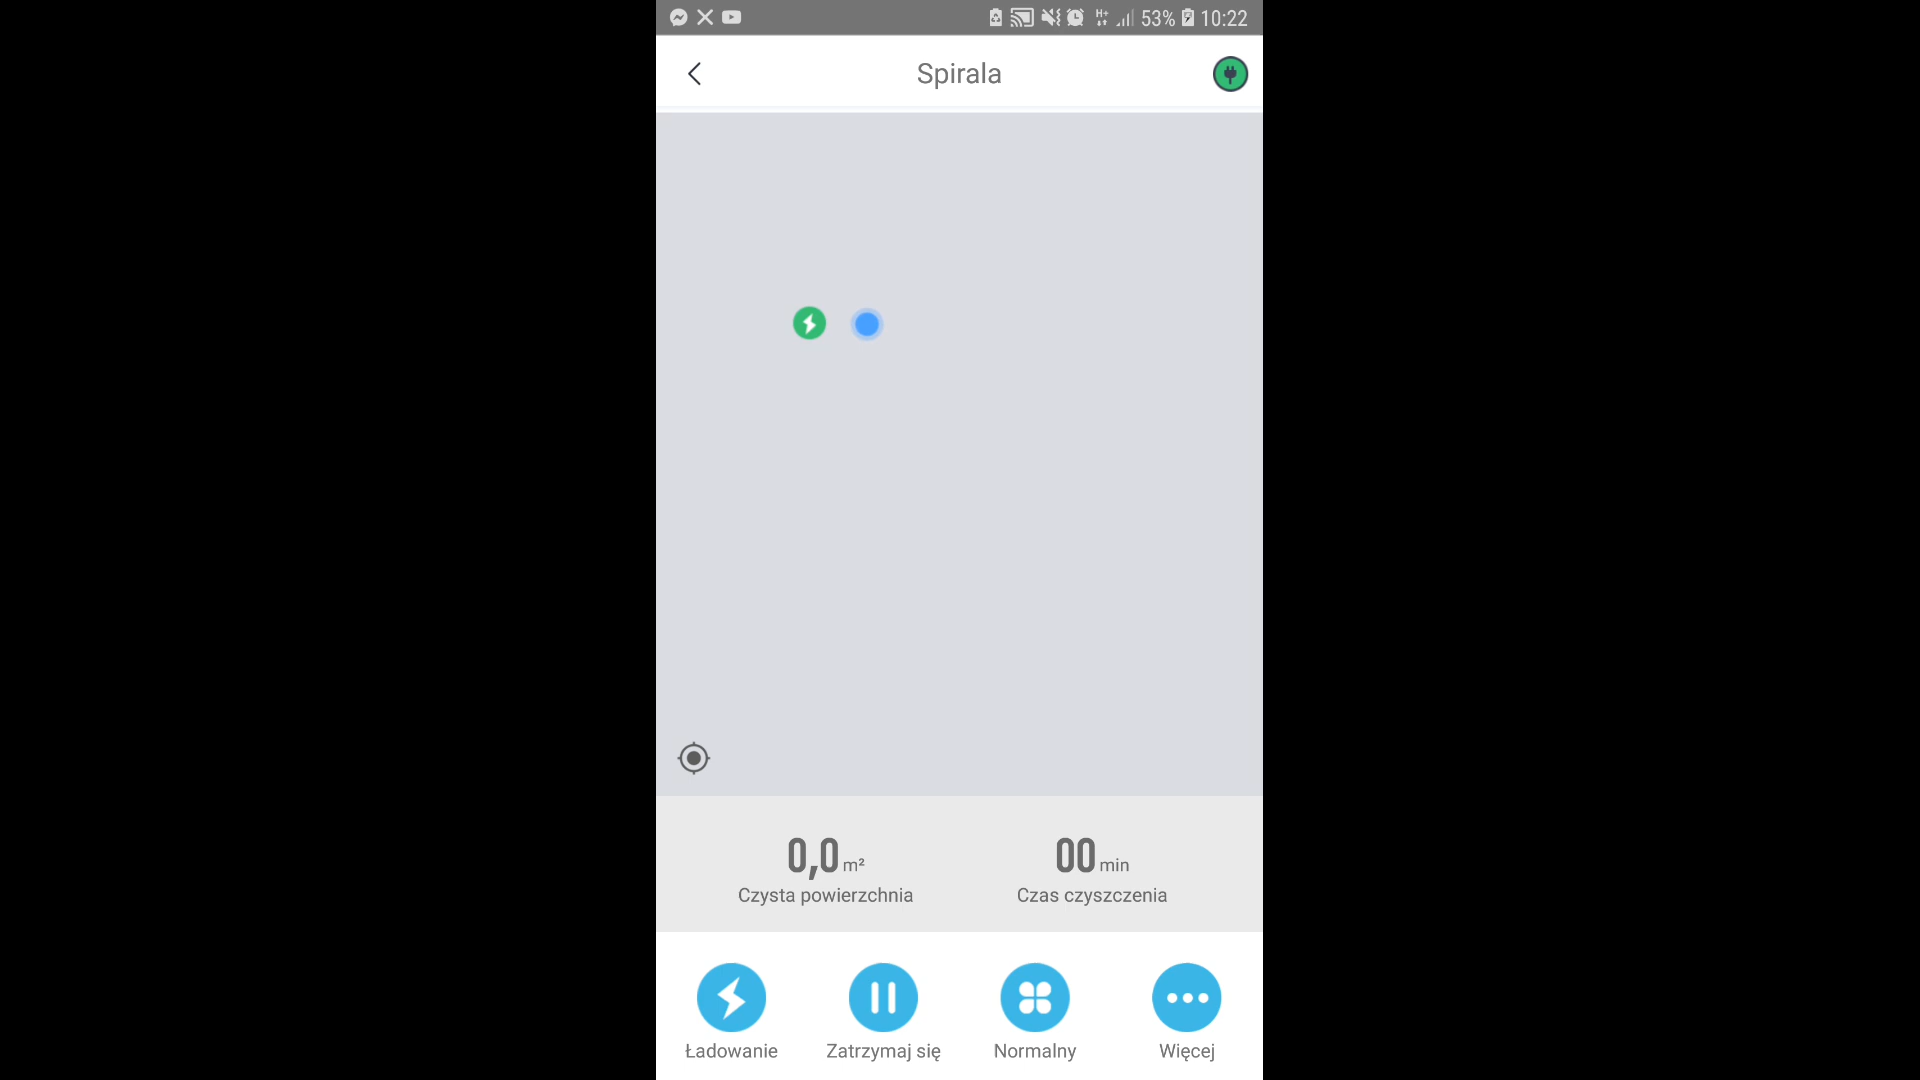 H+ 53% 10:22
Spirala
0,0 m²
00 min
Czysta powierzchnia
Czas czyszczenia
Ładowanie
Zatrzymaj się
Normalny
Więcej